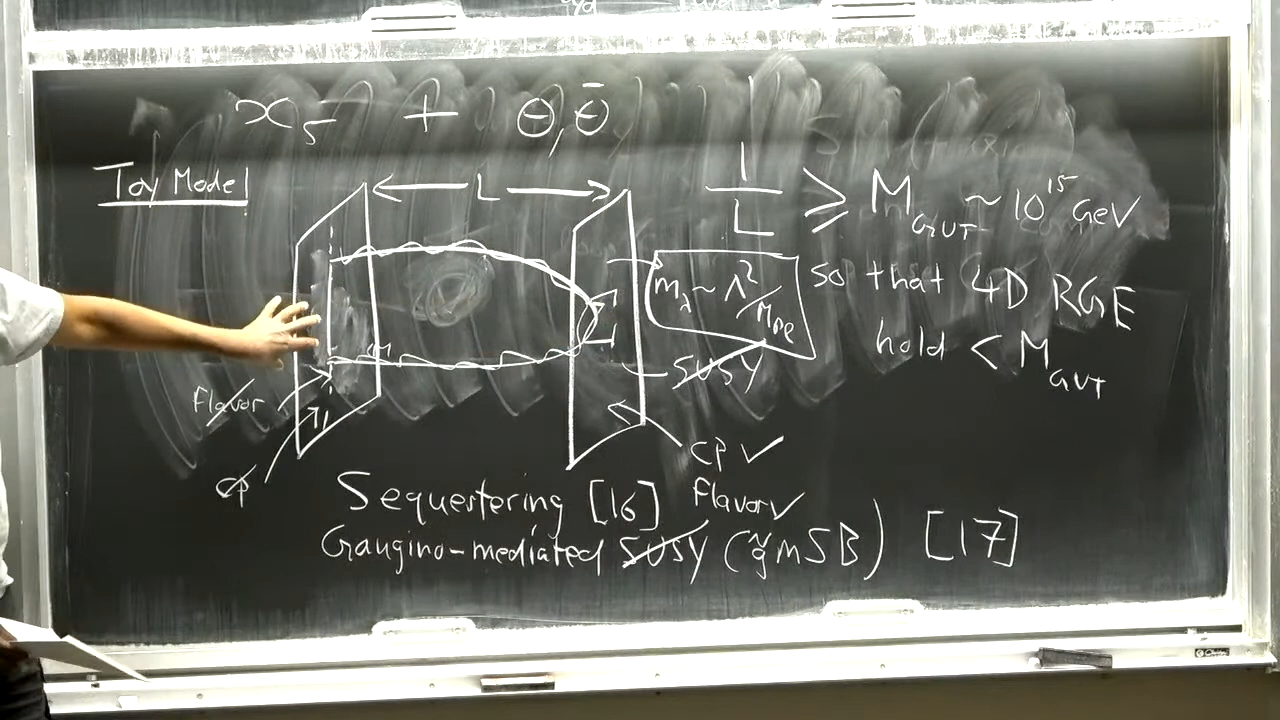 x₅ + θ, θ̄
Toy Model
L
1/L ≥ M_GUT ~ 10¹⁵ GeV
so that 4D RGE
hold < M_GUT
m_λ ~ Λ²/M_Pl
SUSY
Flavor
CP
CP ✓
Flavor ✓
Sequestering [16]
Gaugino-mediated SUSY (g̃MSB) [17]